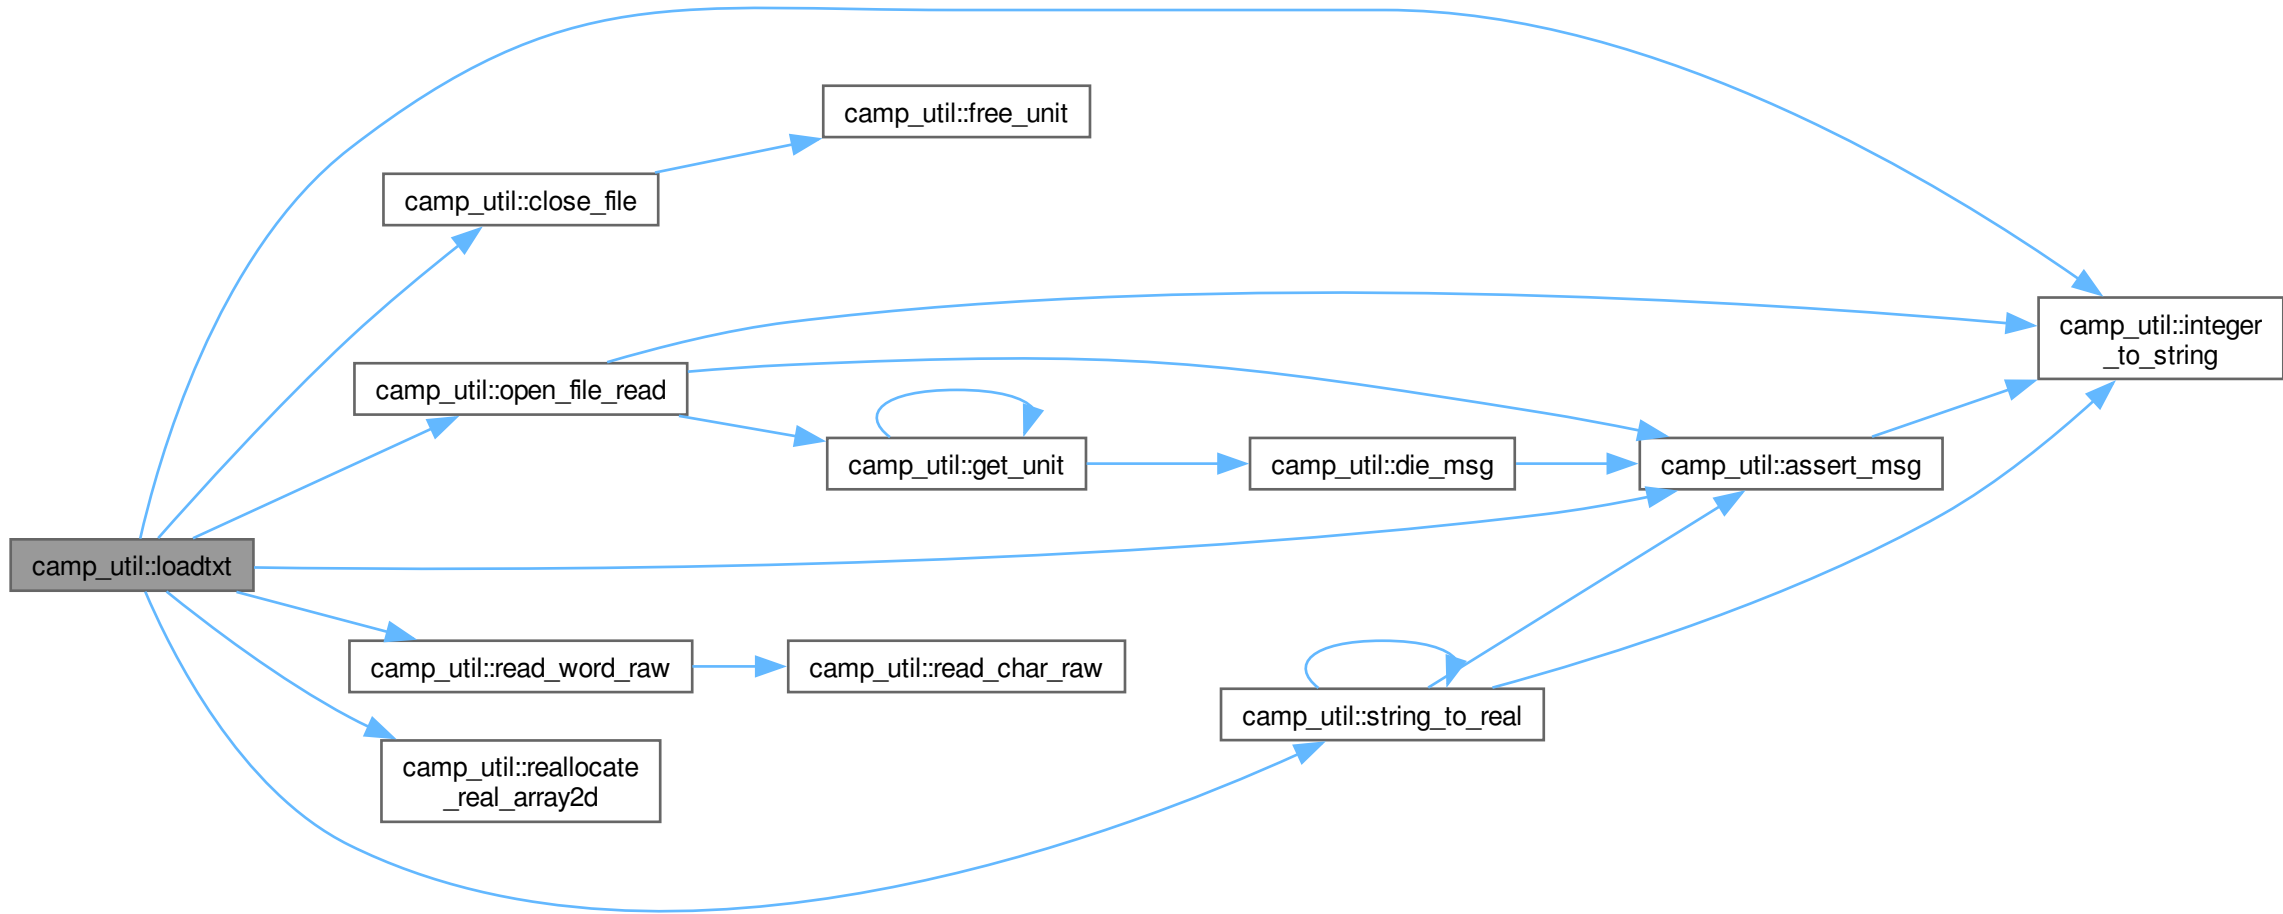 camp_util::free_unit
camp_util::close_file
camp_util::integer
_to_string
camp_util::open_file_read
camp_util::get_unit
camp_util::die_msg
camp_util::assert_msg
camp_util::loadtxt
camp_util::read_word_raw
camp_util::read_char_raw
camp_util::string_to_real
camp_util::reallocate
_real_array2d